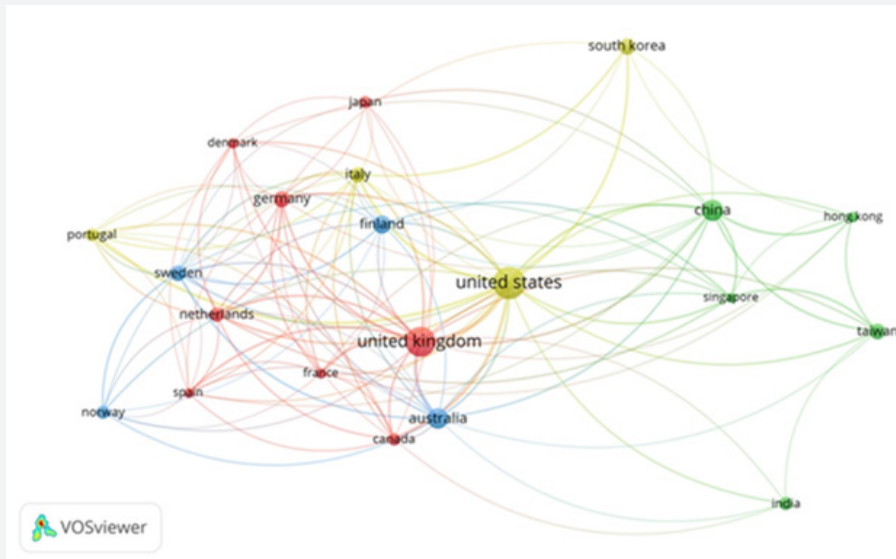 south korea
japan
denmark
italy
germany
china
hong kong
finland
portugal
sweden
united states
singapore
netherlands
taiwan
united kingdom
france
spain
norway
australia
canada
india
VOSviewer